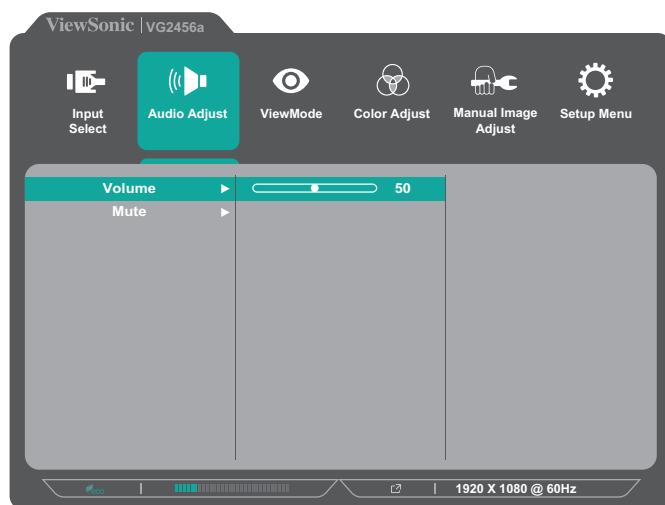 ViewSonic | VG2456a
Input
Select
Audio Adjust
ViewMode
Color Adjust
Manual Image
Adjust
Setup Menu
Volume
50
Mute
eco
1920 X 1080 @ 60Hz